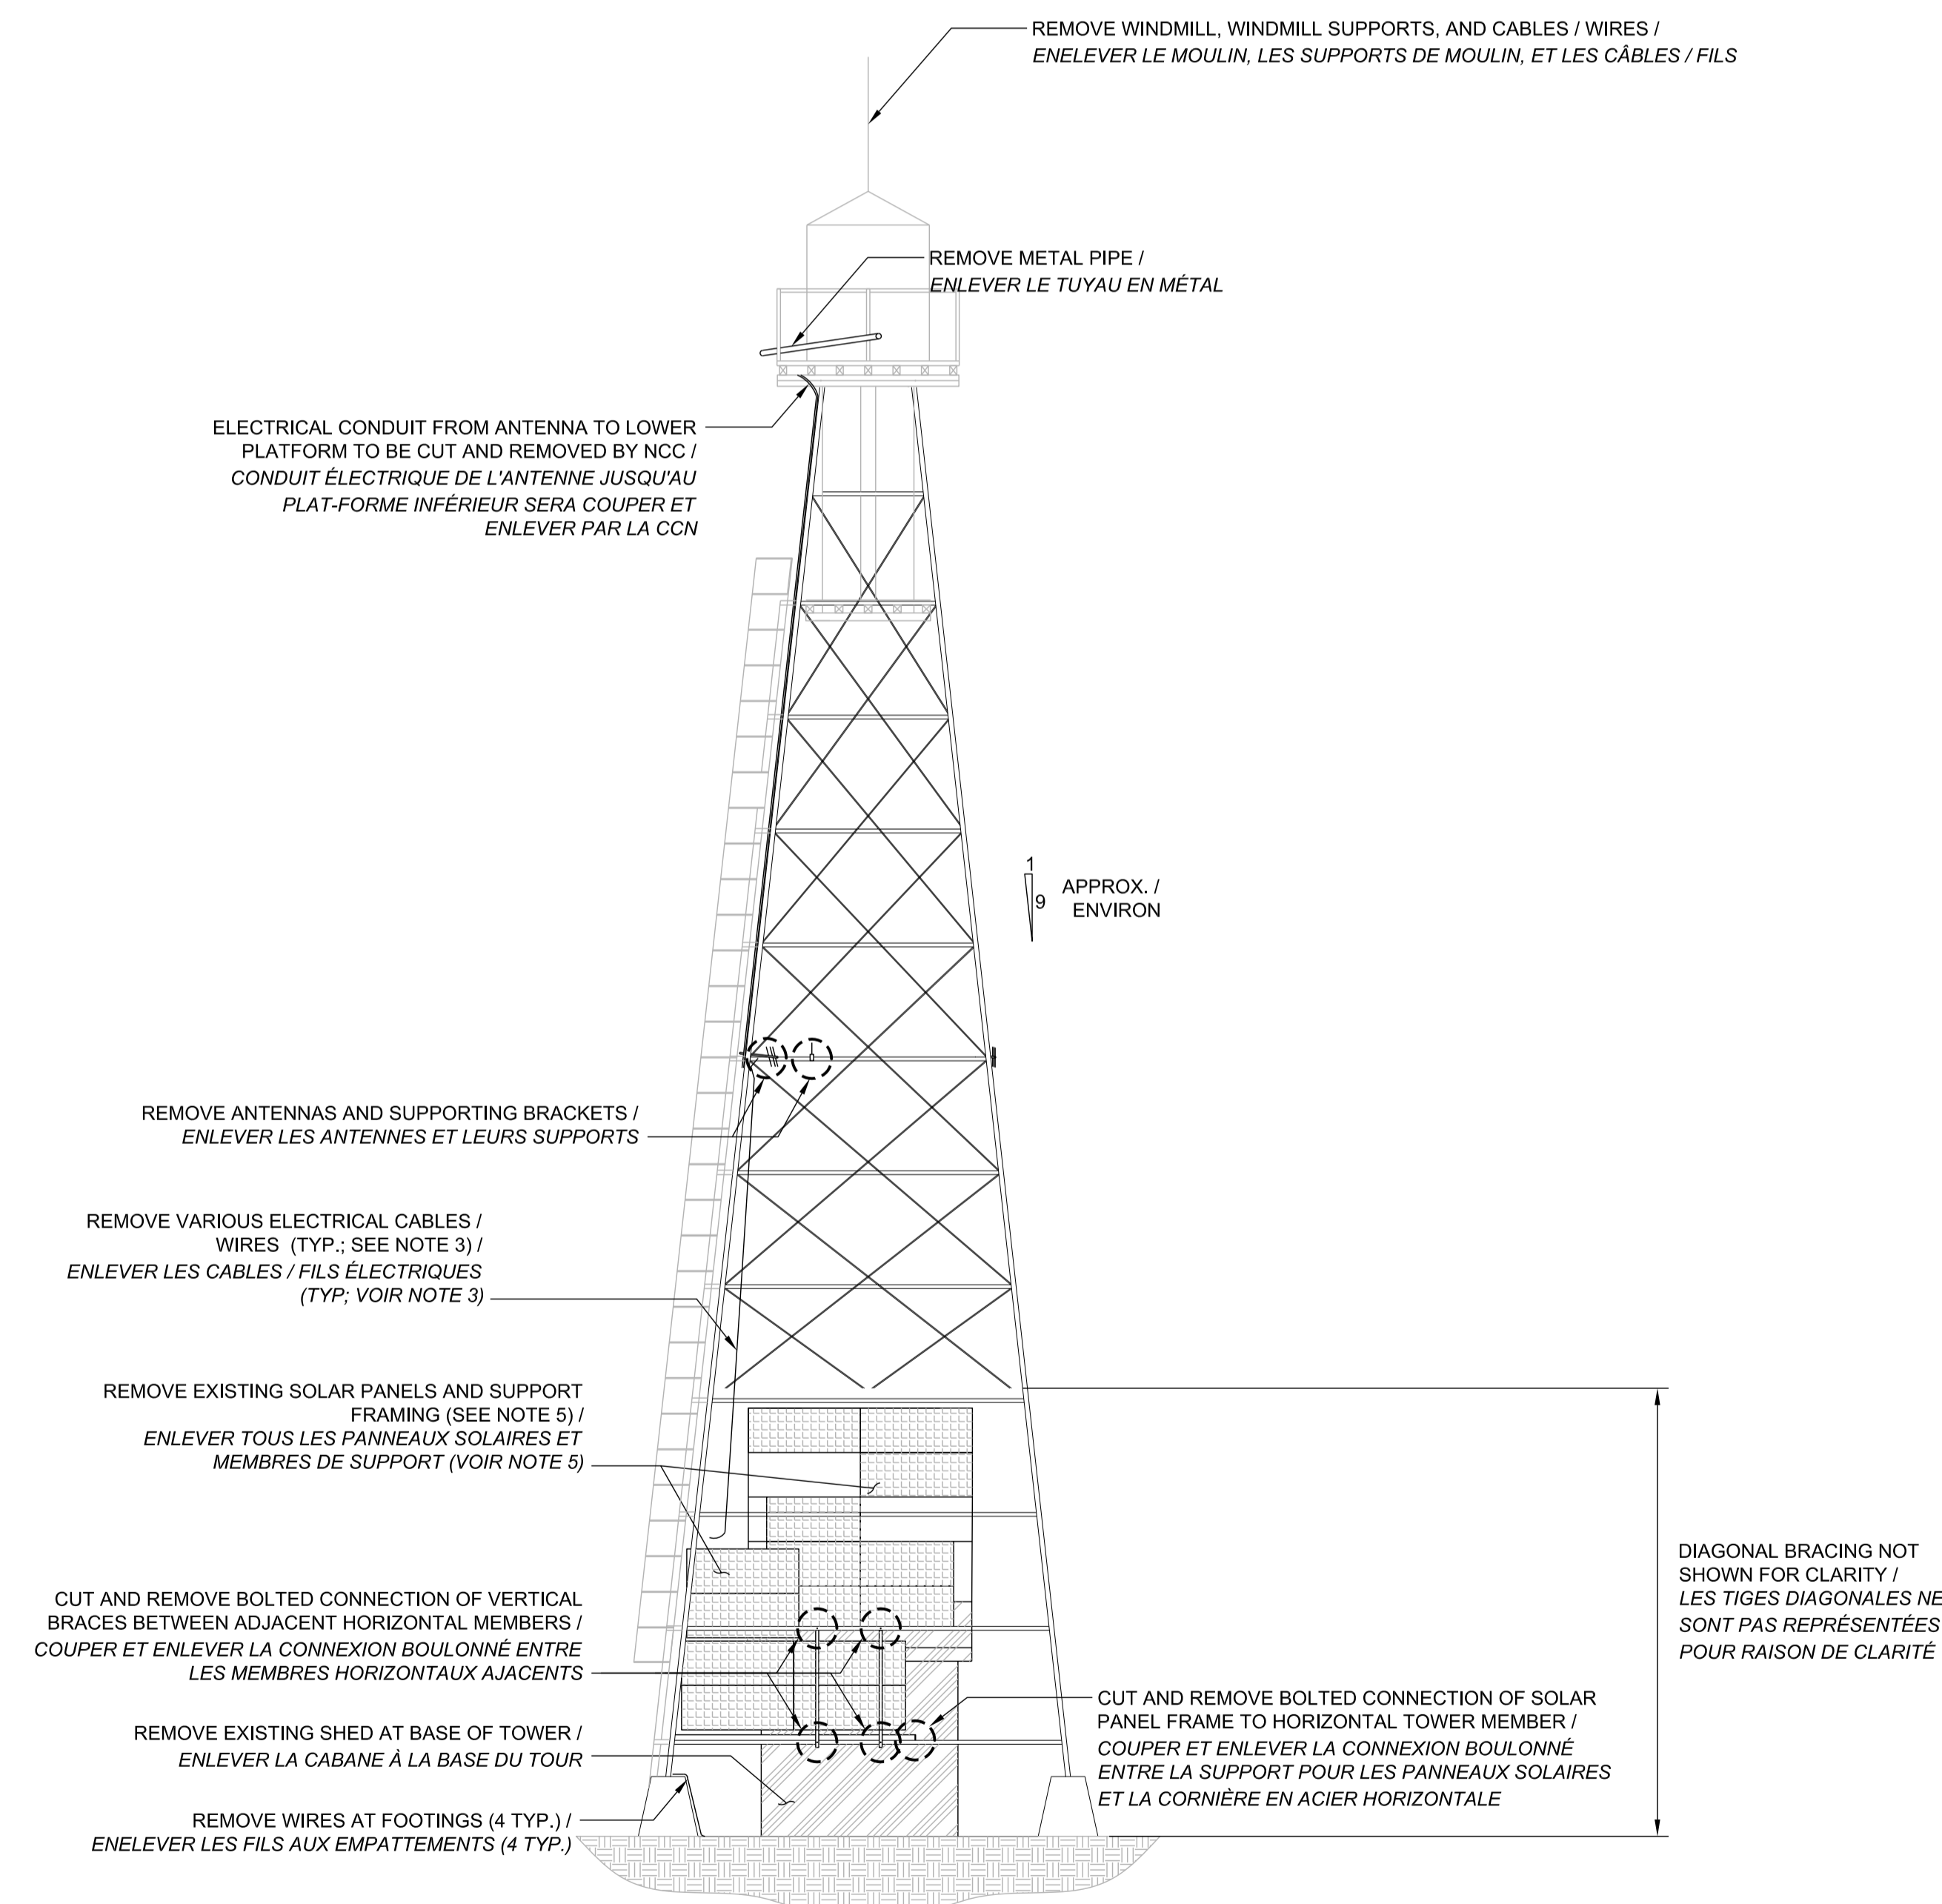 REMOVE WINDMILL, WINDMILL SUPPORTS, AND CABLES / WIRES /
ENELEVER LE MOULIN, LES SUPPORTS DE MOULIN, ET LES CÂBLES / FILS
REMOVE METAL PIPE /
ENLEVER LE TUYAU EN MÉTAL
ELECTRICAL CONDUIT FROM ANTENNA TO LOWER
PLATFORM TO BE CUT AND REMOVED BY NCC /
CONDUIT ÉLECTRIQUE DE L'ANTENNE JUSQU'AU
PLAT-FORME INFÉRIEUR SERA COUPER ET
ENLEVER PAR LA CCN
1
9
APPROX. /
ENVIRON
REMOVE ANTENNAS AND SUPPORTING BRACKETS /
ENLEVER LES ANTENNES ET LEURS SUPPORTS
REMOVE VARIOUS ELECTRICAL CABLES /
WIRES (TYP.; SEE NOTE 3) /
ENLEVER LES CABLES / FILS ÉLECTRIQUES
(TYP; VOIR NOTE 3)
REMOVE EXISTING SOLAR PANELS AND SUPPORT
FRAMING (SEE NOTE 5) /
ENLEVER TOUS LES PANNEAUX SOLAIRES ET
MEMBRES DE SUPPORT (VOIR NOTE 5)
DIAGONAL BRACING NOT
SHOWN FOR CLARITY /
LES TIGES DIAGONALES NE
SONT PAS REPRÉSENTÉES
POUR RAISON DE CLARITÉ
CUT AND REMOVE BOLTED CONNECTION OF VERTICAL
BRACES BETWEEN ADJACENT HORIZONTAL MEMBERS /
COUPER ET ENLEVER LA CONNEXION BOULONNÉ ENTRE
LES MEMBRES HORIZONTAUX AJACENTS
CUT AND REMOVE BOLTED CONNECTION OF SOLAR
PANEL FRAME TO HORIZONTAL TOWER MEMBER /
COUPER ET ENLEVER LA CONNEXION BOULONNÉ
ENTRE LA SUPPORT POUR LES PANNEAUX SOLAIRES
ET LA CORNIÈRE EN ACIER HORIZONTALE
REMOVE EXISTING SHED AT BASE OF TOWER /
ENLEVER LA CABANE À LA BASE DU TOUR
REMOVE WIRES AT FOOTINGS (4 TYP.) /
ENELEVER LES FILS AUX EMPATTEMENTS (4 TYP.)